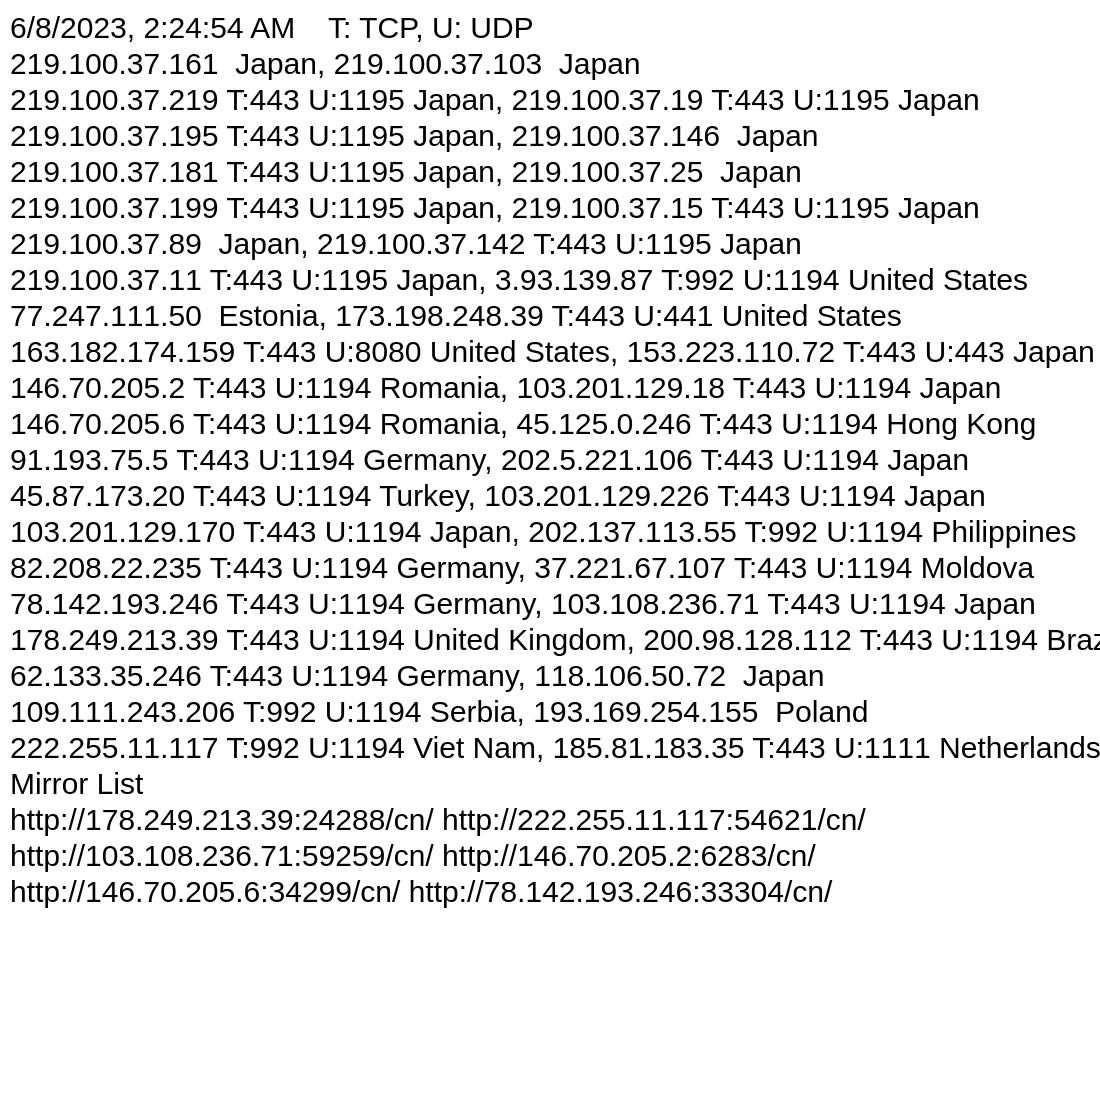 6/8/2023, 2:24:54 AM    T: TCP, U: UDP
219.100.37.161  Japan, 219.100.37.103  Japan
219.100.37.219 T:443 U:1195 Japan, 219.100.37.19 T:443 U:1195 Japan
219.100.37.195 T:443 U:1195 Japan, 219.100.37.146  Japan
219.100.37.181 T:443 U:1195 Japan, 219.100.37.25  Japan
219.100.37.199 T:443 U:1195 Japan, 219.100.37.15 T:443 U:1195 Japan
219.100.37.89  Japan, 219.100.37.142 T:443 U:1195 Japan
219.100.37.11 T:443 U:1195 Japan, 3.93.139.87 T:992 U:1194 United States
77.247.111.50  Estonia, 173.198.248.39 T:443 U:441 United States
163.182.174.159 T:443 U:8080 United States, 153.223.110.72 T:443 U:443 Japan
146.70.205.2 T:443 U:1194 Romania, 103.201.129.18 T:443 U:1194 Japan
146.70.205.6 T:443 U:1194 Romania, 45.125.0.246 T:443 U:1194 Hong Kong
91.193.75.5 T:443 U:1194 Germany, 202.5.221.106 T:443 U:1194 Japan
45.87.173.20 T:443 U:1194 Turkey, 103.201.129.226 T:443 U:1194 Japan
103.201.129.170 T:443 U:1194 Japan, 202.137.113.55 T:992 U:1194 Philippines
82.208.22.235 T:443 U:1194 Germany, 37.221.67.107 T:443 U:1194 Moldova
78.142.193.246 T:443 U:1194 Germany, 103.108.236.71 T:443 U:1194 Japan
178.249.213.39 T:443 U:1194 United Kingdom, 200.98.128.112 T:443 U:1194 Braz
62.133.35.246 T:443 U:1194 Germany, 118.106.50.72  Japan
109.111.243.206 T:992 U:1194 Serbia, 193.169.254.155  Poland
222.255.11.117 T:992 U:1194 Viet Nam, 185.81.183.35 T:443 U:1111 Netherlands
Mirror List
http://178.249.213.39:24288/cn/ http://222.255.11.117:54621/cn/
http://103.108.236.71:59259/cn/ http://146.70.205.2:6283/cn/
http://146.70.205.6:34299/cn/ http://78.142.193.246:33304/cn/